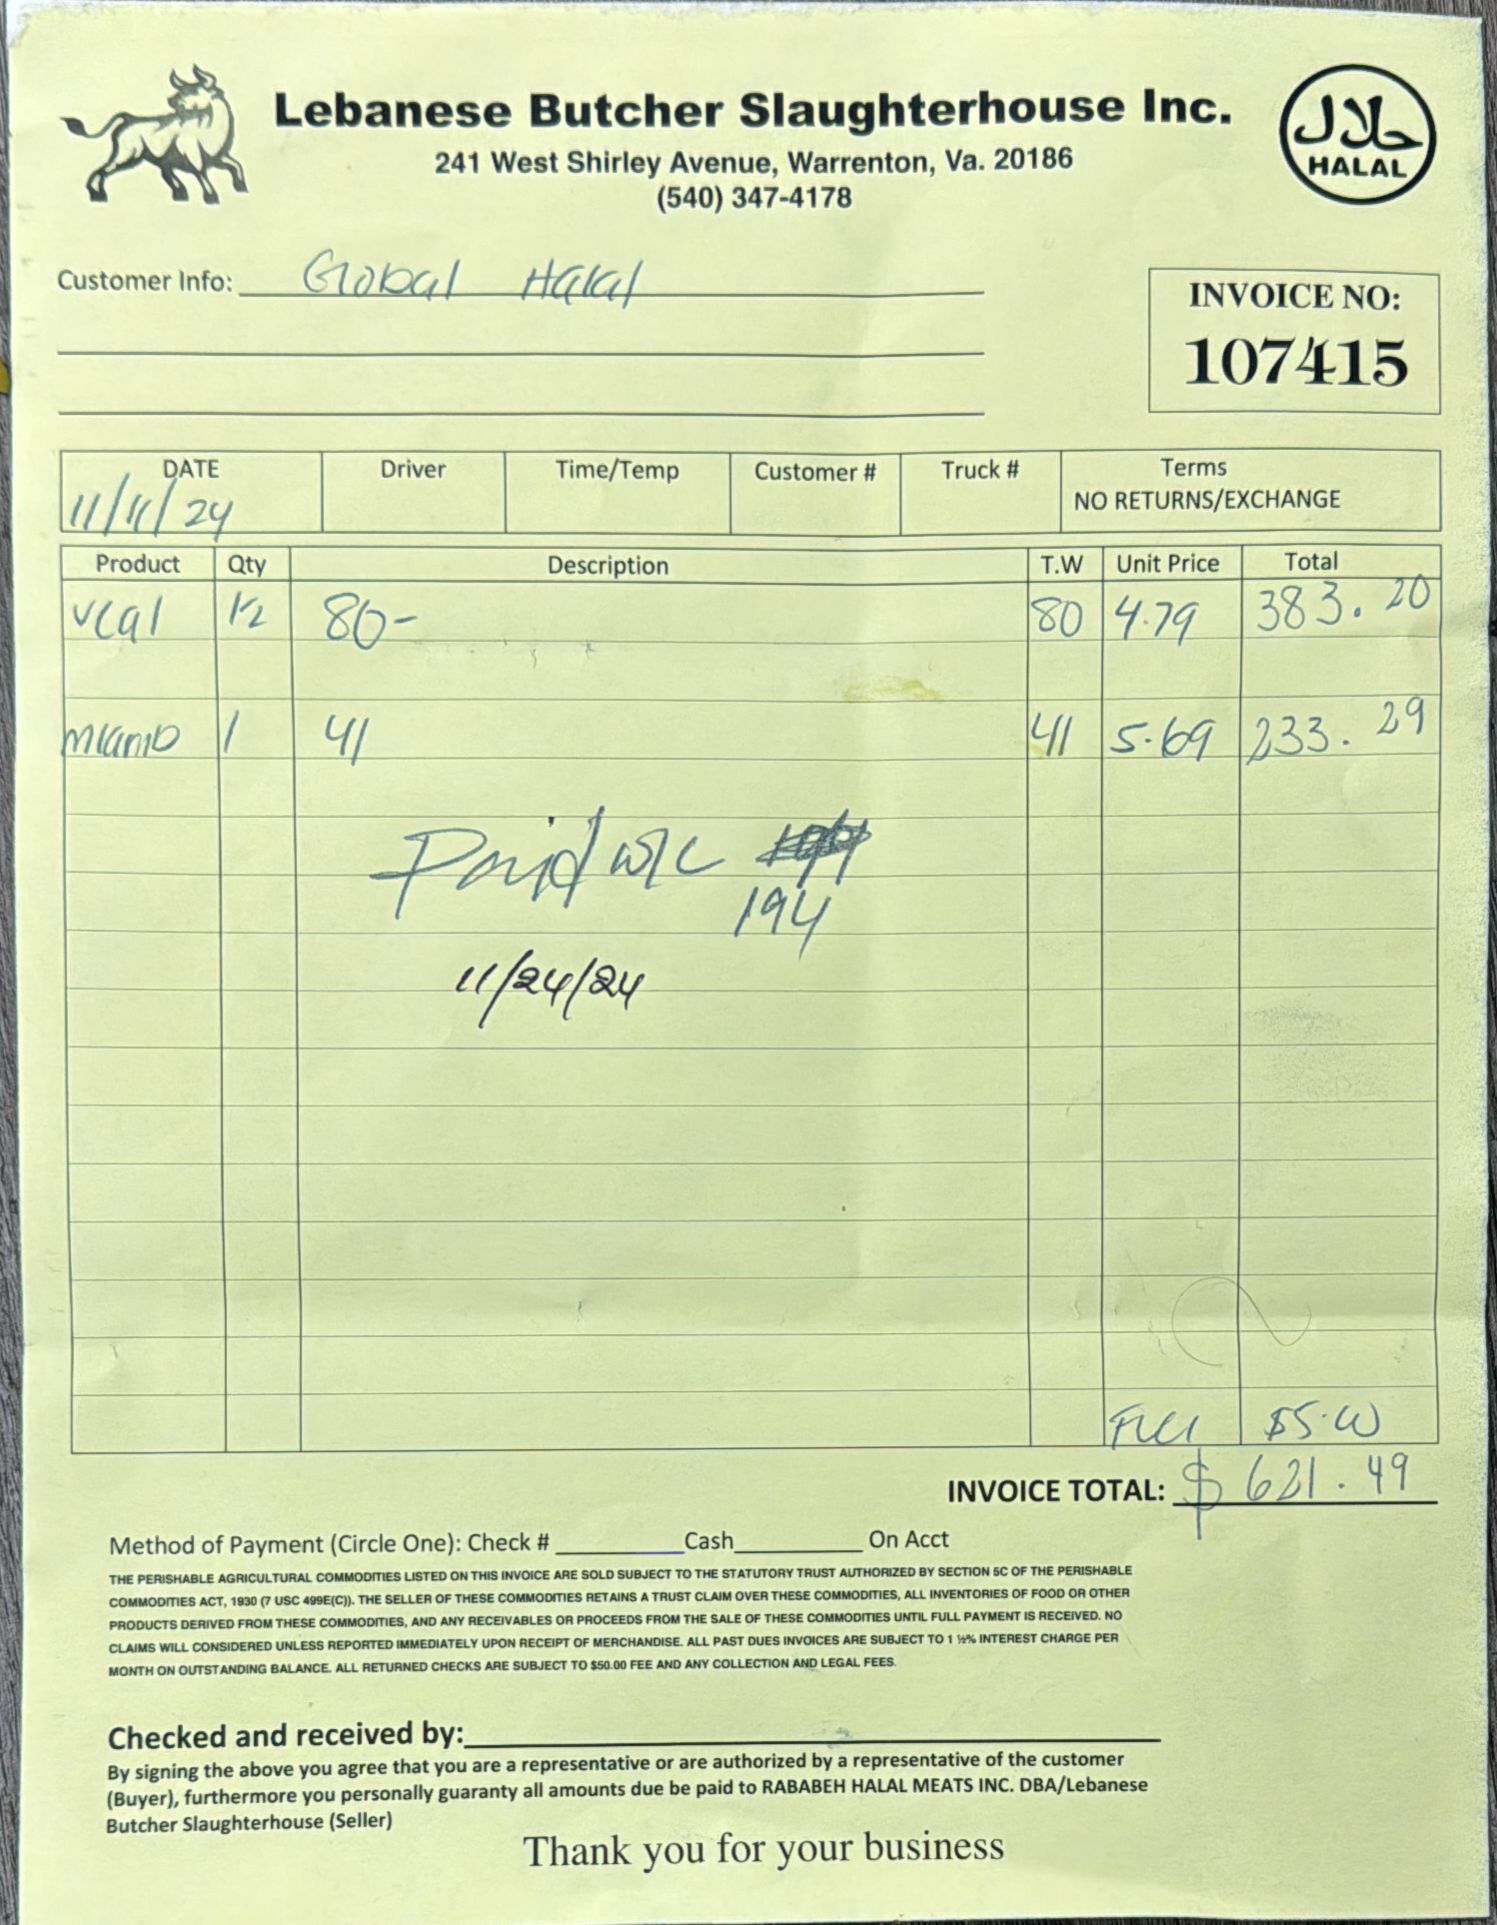 Lebanese Butcher Slaughterhouse Inc.
241 West Shirley Avenue, Warrenton, Va. 20186
(540) 347-4178
حلال
HALAL
Customer Info: Global Halal
INVOICE NO:
107415
DATE Driver Time/Temp Customer # Truck # Terms
11/11/24 NO RETURNS/EXCHANGE
Product Qty Description T.W Unit Price Total
veal 1/2 80- 80 4.79 383.20
1 41 41 5.69 233.29
Paid
194
11/24/24
$5.00
INVOICE TOTAL: $ 621.49
Method of Payment (Circle One): Check # Cash On Acct
THE PERISHABLE AGRICULTURAL COMMODITIES LISTED ON THIS INVOICE ARE SOLD SUBJECT TO THE STATUTORY TRUST AUTHORIZED BY SECTION 5C OF THE PERISHABLE
COMMODITIES ACT, 1930 (7 USC 499E(C)). THE SELLER OF THESE COMMODITIES RETAINS A TRUST CLAIM OVER THESE COMMODITIES, ALL INVENTORIES OF FOOD OR OTHER
PRODUCTS DERIVED FROM THESE COMMODITIES, AND ANY RECEIVABLES OR PROCEEDS FROM THE SALE OF THESE COMMODITIES UNTIL FULL PAYMENT IS RECEIVED. NO
CLAIMS WILL CONSIDERED UNLESS REPORTED IMMEDIATELY UPON RECEIPT OF MERCHANDISE. ALL PAST DUES INVOICES ARE SUBJECT TO 1 ½% INTEREST CHARGE PER
MONTH ON OUTSTANDING BALANCE. ALL RETURNED CHECKS ARE SUBJECT TO $50.00 FEE AND ANY COLLECTION AND LEGAL FEES.
Checked and received by:
By signing the above you agree that you are a representative or are authorized by a representative of the customer
(Buyer), furthermore you personally guaranty all amounts due be paid to RABABEH HALAL MEATS INC. DBA/Lebanese
Butcher Slaughterhouse (Seller)
Thank you for your business